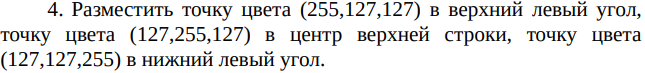 4. Разместить точку цвета (255,127,127) в верхний левый угол,
точку цвета (127,255,127) в центр верхней строки, точку цвета
(127,127,255) в нижний левый угол.